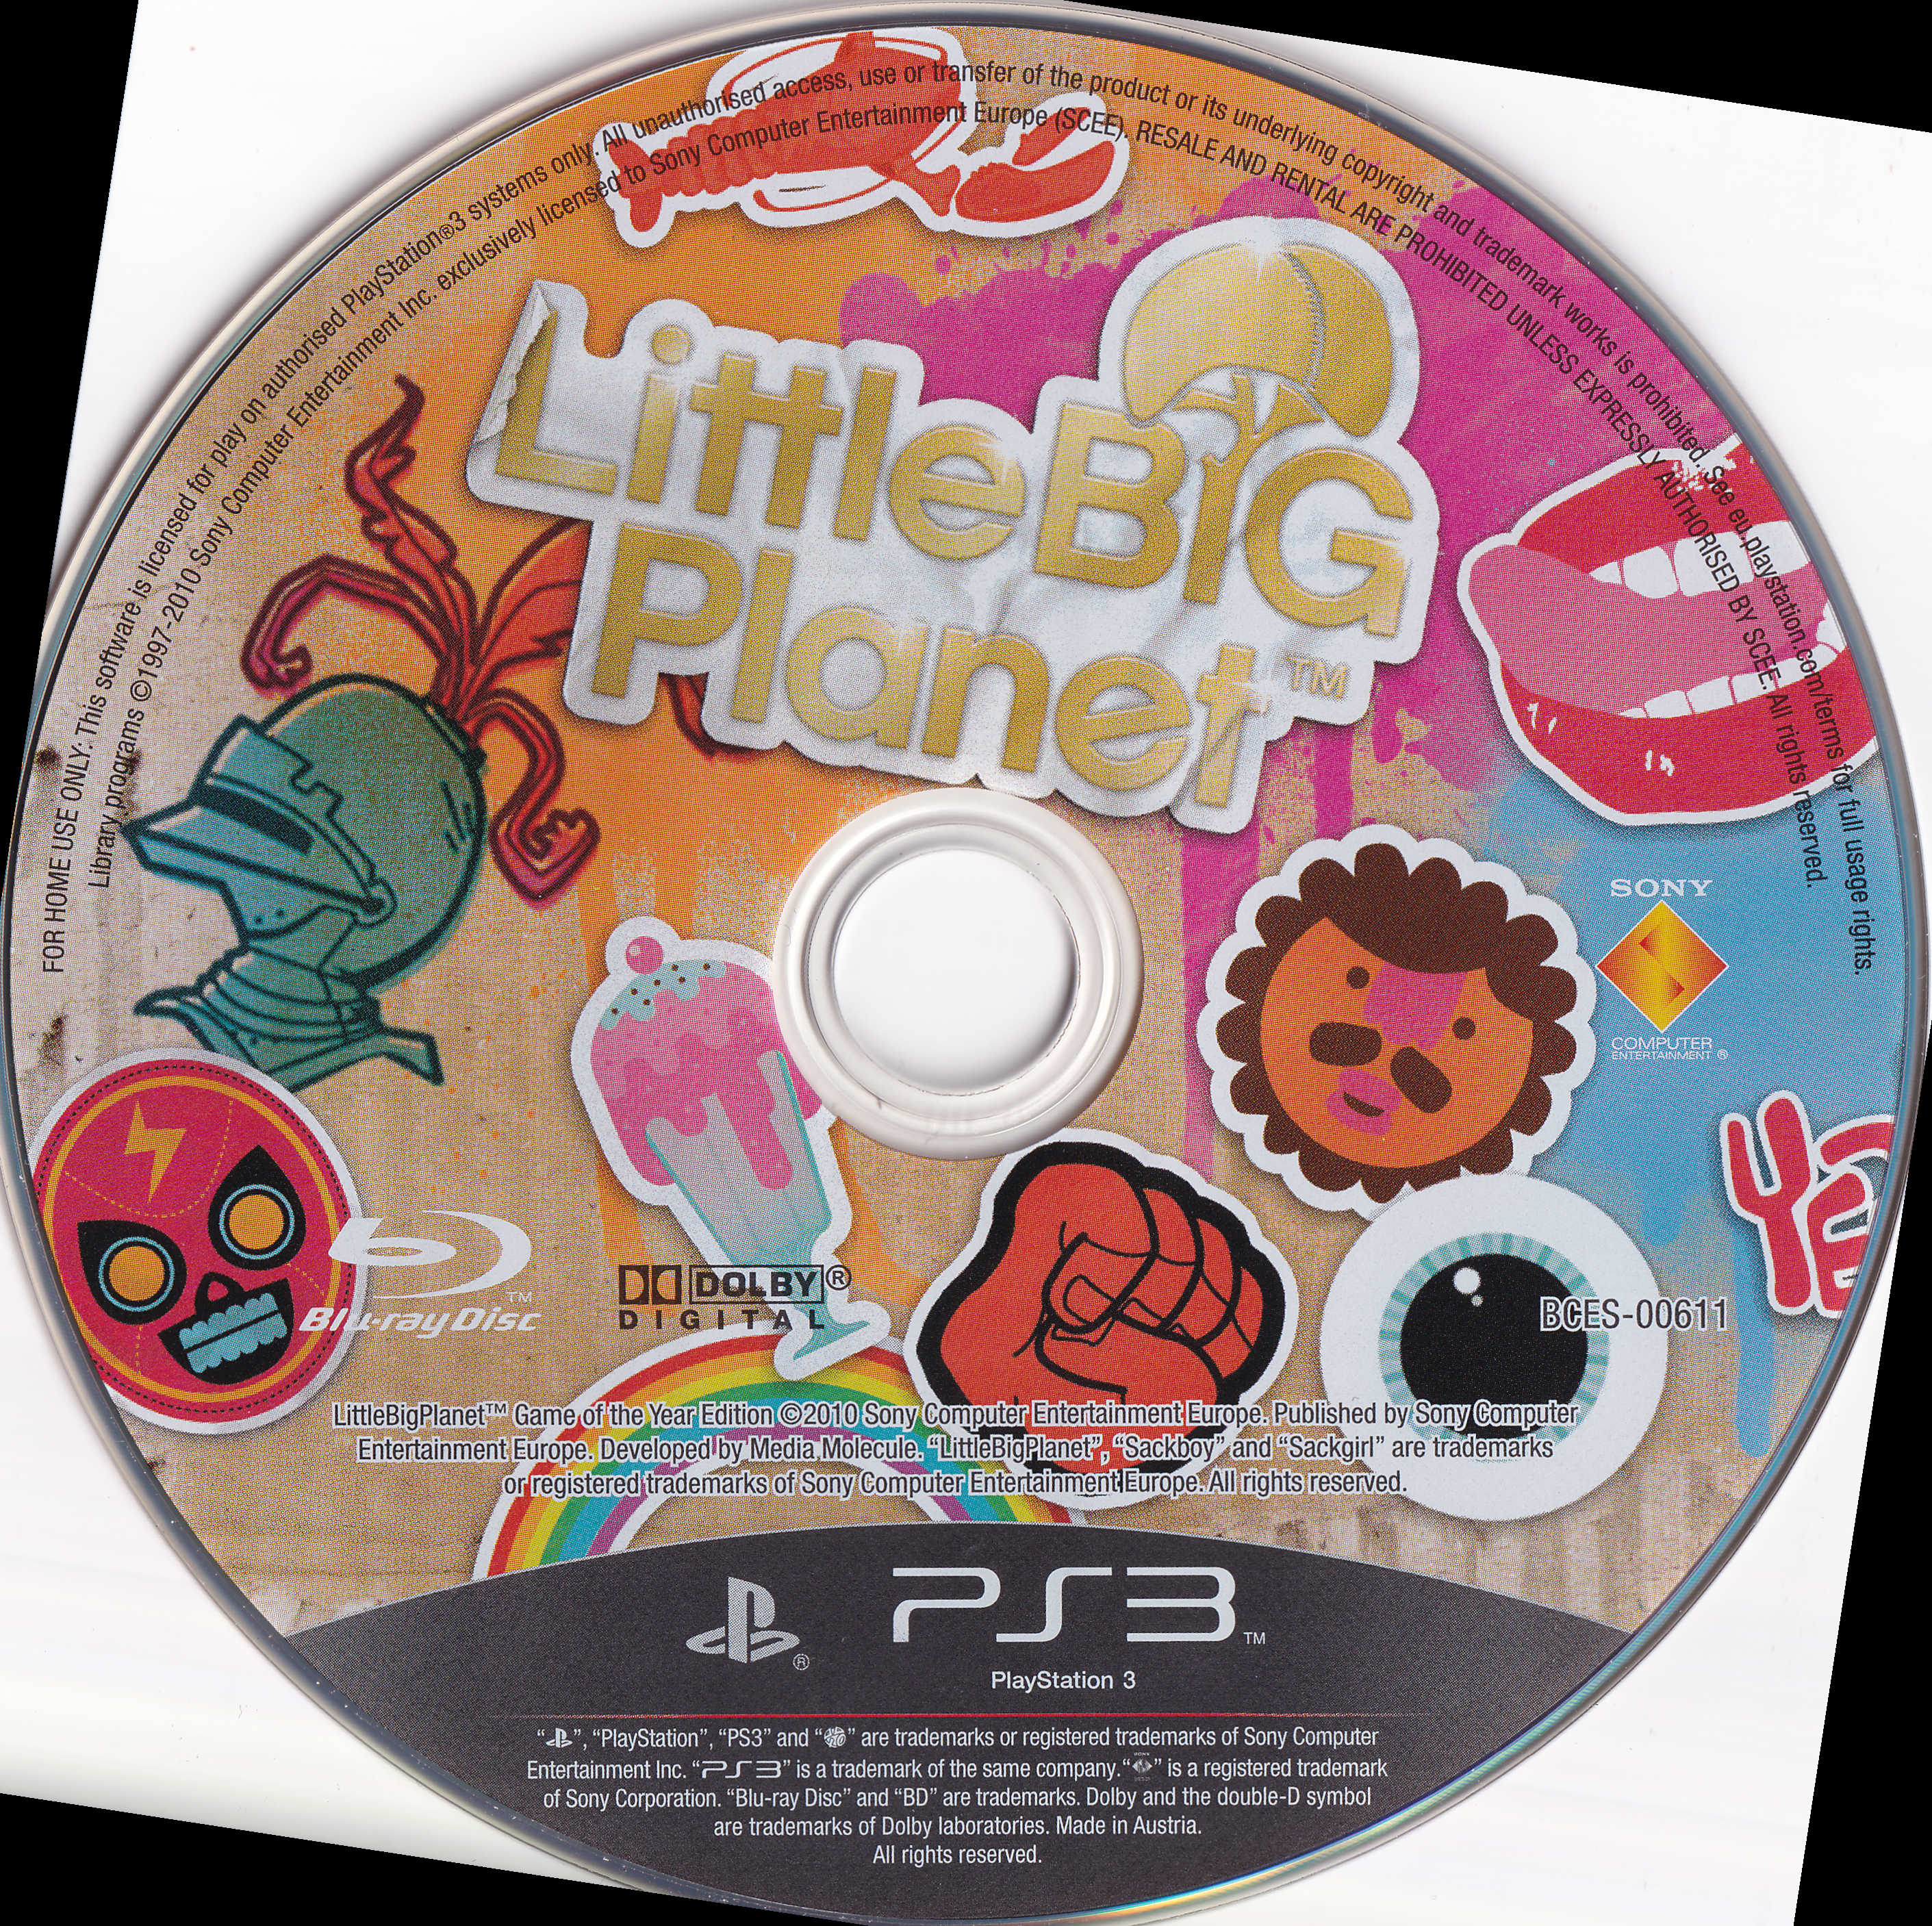 FOR HOME USE ONLY: This software is licensed for play on authorised PlayStation®3 systems only. All unauthorised access, use or transfer of the product or its underlying copyright and trademark works is prohibited. See eu.playstation.com/terms for full usage rights.
Library programs ©1997-2010 Sony Computer Entertainment Inc. exclusively licensed to Sony Computer Entertainment Europe (SCEE). RESALE AND RENTAL ARE PROHIBITED UNLESS EXPRESSLY AUTHORISED BY SCEE. All rights reserved.
LittleBIG
Planet™
SONY
COMPUTER
ENTERTAINMENT ®
Blu-ray Disc™
DOLBY®
DIGITAL
BCES-00611
LittleBigPlanet™ Game of the Year Edition ©2010 Sony Computer Entertainment Europe. Published by Sony Computer
Entertainment Europe. Developed by Media Molecule. “LittleBigPlanet”, “Sackboy” and “Sackgirl” are trademarks
or registered trademarks of Sony Computer Entertainment Europe. All rights reserved.
® PS3™
PlayStation 3
“ ”, “PlayStation”, “PS3” and “ ” are trademarks or registered trademarks of Sony Computer
Entertainment Inc. “PS3” is a trademark of the same company. “ ” is a registered trademark
of Sony Corporation. “Blu-ray Disc” and “BD” are trademarks. Dolby and the double-D symbol
are trademarks of Dolby laboratories. Made in Austria.
All rights reserved.